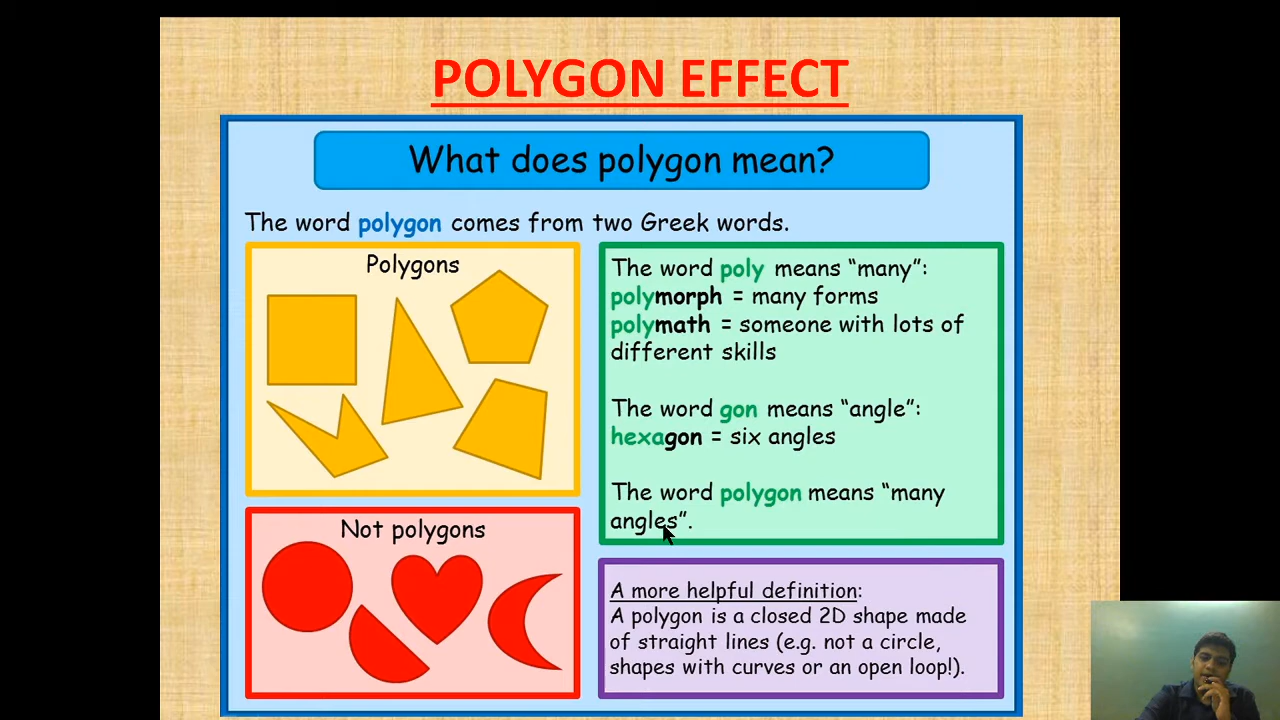 POLYGON EFFECT
What does polygon mean?
The word polygon comes from two Greek words.
Polygons
The word poly means “many”:
polymorph = many forms
polymath = someone with lots of
different skills
The word gon means “angle”:
hexagon = six angles
The word polygon means “many
angles”.
Not polygons
A more helpful definition:
A polygon is a closed 2D shape made
of straight lines (e.g. not a circle,
shapes with curves or an open loop!).